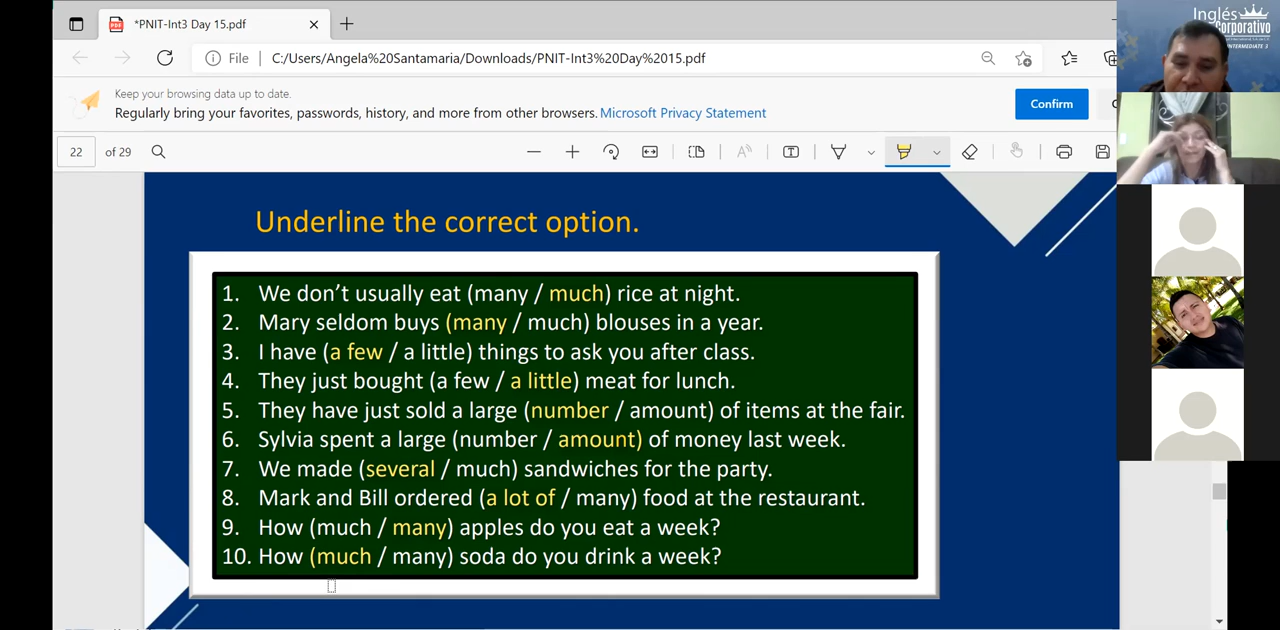 *PNIT-Int3 Day 15.pdf
File
C:/Users/Angela%20Santamaria/Downloads/PNIT-Int3%20Day%2015.pdf
Keep your browsing data up to date.
Regularly bring your favorites, passwords, history, and more from other browsers. Microsoft Privacy Statement
Confirm
22 of 29
Underline the correct option.
1. We don't usually eat (many / much) rice at night.
2. Mary seldom buys (many / much) blouses in a year.
3. I have (a few / a little) things to ask you after class.
4. They just bought (a few / a little) meat for lunch.
5. They have just sold a large (number / amount) of items at the fair.
6. Sylvia spent a large (number / amount) of money last week.
7. We made (several / much) sandwiches for the party.
8. Mark and Bill ordered (a lot of / many) food at the restaurant.
9. How (much / many) apples do you eat a week?
10. How (much / many) soda do you drink a week?
Inglés
Corporativo
INTERMEDIATE 3